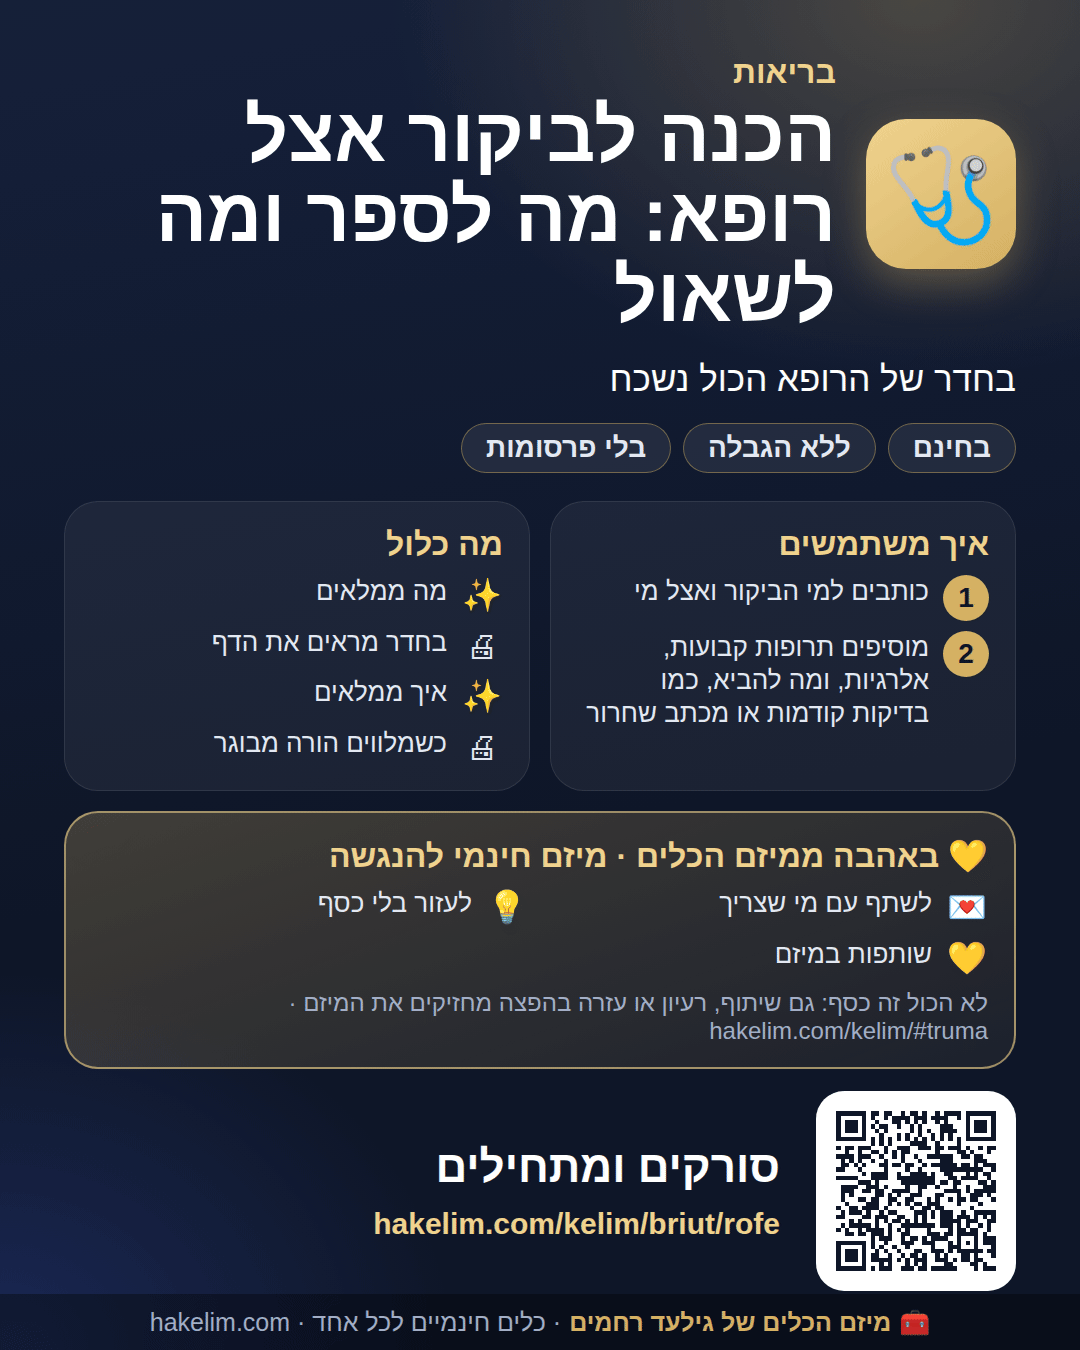 בריאות
הכנה לביקור אצל
רופא: מה לספר ומה
לשאול
בחדר של הרופא הכול נשכח
בחינם
ללא הגבלה
בלי פרסומות
איך משתמשים
1 כותבים למי הביקור ואצל מי
2 מוסיפים תרופות קבועות,
אלרגיות, ומה להביא, כמו
בדיקות קודמות או מכתב שחרור
מה כלול
מה ממלאים
בחדר מראים את הדף
איך ממלאים
כשמלווים הורה מבוגר
באהבה ממיזם הכלים · מיזם חינמי להנגשה
לשתף עם מי שצריך
לעזור בלי כסף
שותפות במיזם
לא הכול זה כסף: גם שיתוף, רעיון או עזרה בהפצה מחזיקים את המיזם ·
hakelim.com/kelim/#truma
סורקים ומתחילים
hakelim.com/kelim/briut/rofe
מיזם הכלים של גילעד רחמים · כלים חינמיים לכל אחד · hakelim.com